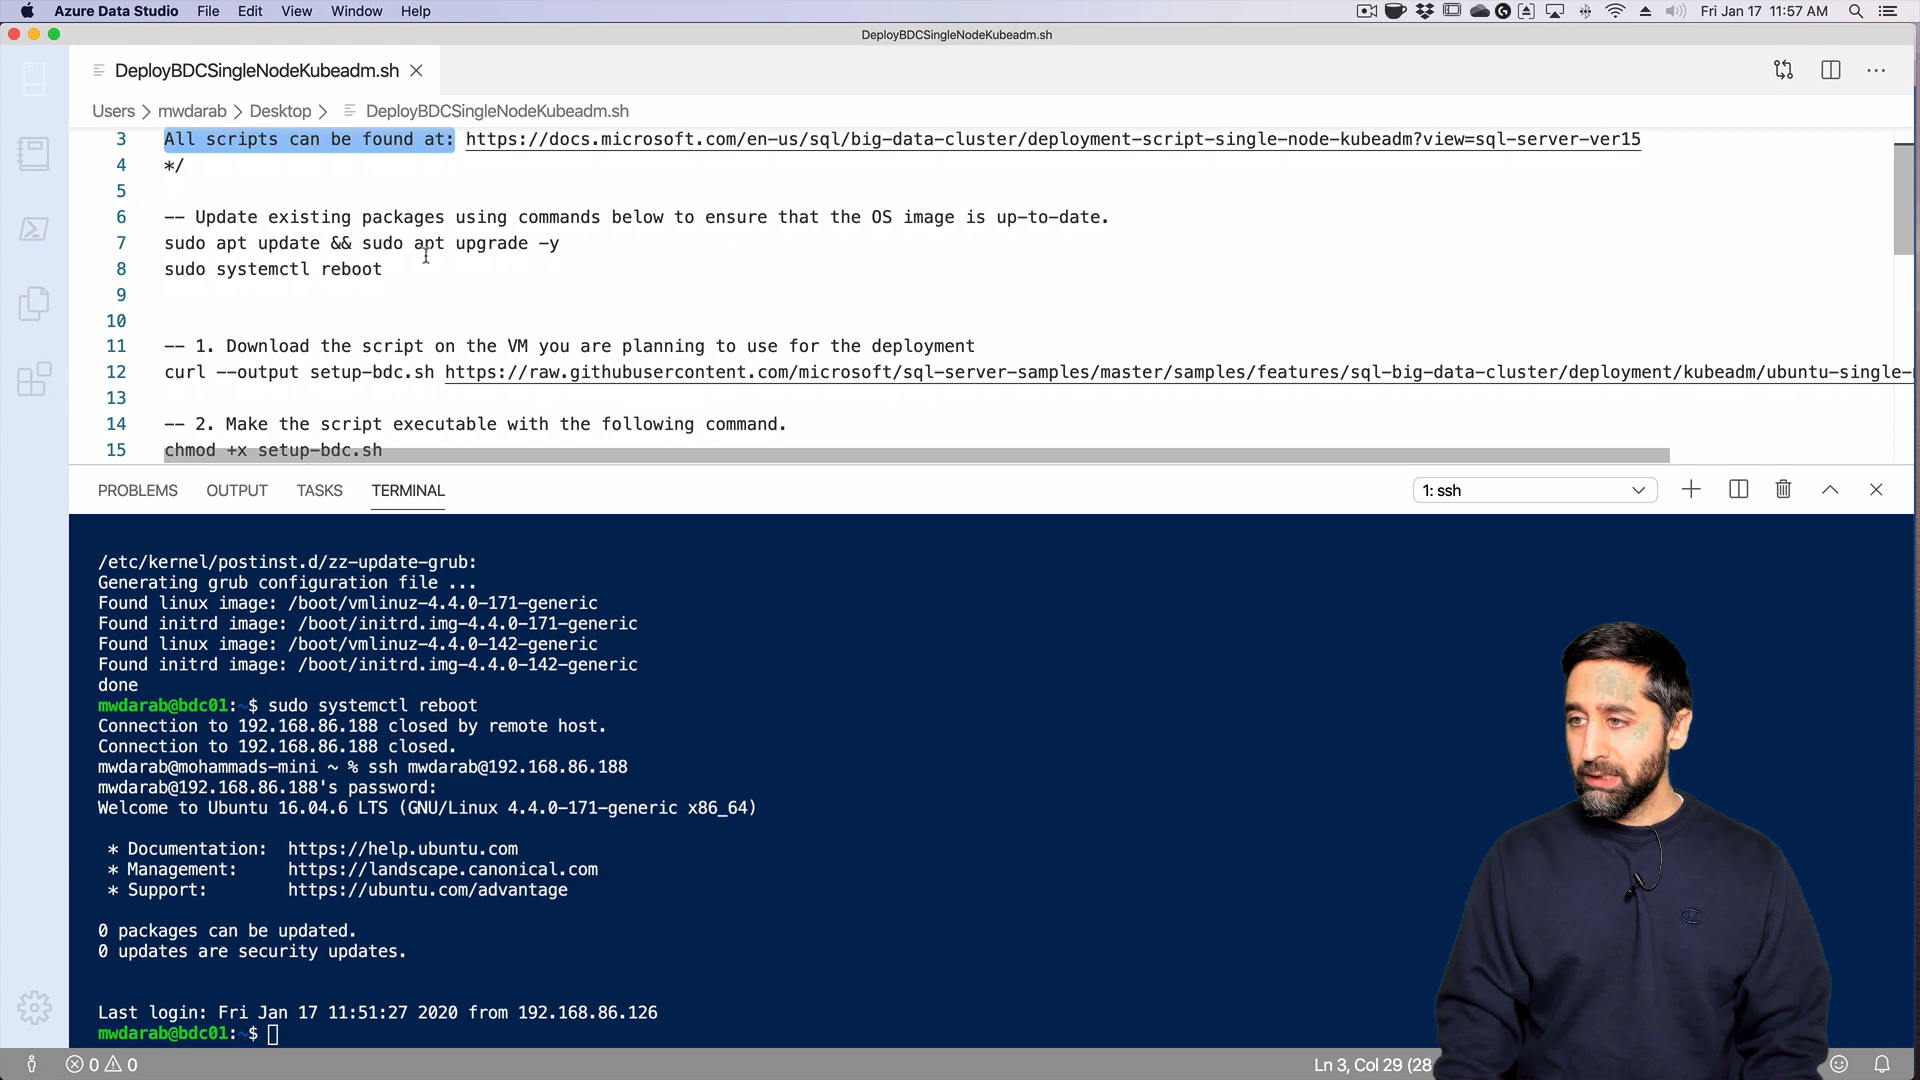 Azure Data Studio File Edit View Window Help
Fri Jan 17 11:57 AM
DeployBDCSingleNodeKubeadm.sh
DeployBDCSingleNodeKubeadm.sh
Users > mwdarab > Desktop > DeployBDCSingleNodeKubeadm.sh
3 All scripts can be found at: https://docs.microsoft.com/en-us/sql/big-data-cluster/deployment-script-single-node-kubeadm?view=sql-server-ver15
4 */
5
6 -- Update existing packages using commands below to ensure that the OS image is up-to-date.
7 sudo apt update && sudo apt upgrade -y
8 sudo systemctl reboot
9
10
11 -- 1. Download the script on the VM you are planning to use for the deployment
12 curl --output setup-bdc.sh https://raw.githubusercontent.com/microsoft/sql-server-samples/master/samples/features/sql-big-data-cluster/deployment/kubeadm/ubuntu-single-
13
14 -- 2. Make the script executable with the following command.
15 chmod +x setup-bdc.sh
PROBLEMS OUTPUT TASKS TERMINAL
1: ssh
/etc/kernel/postinst.d/zz-update-grub:
Generating grub configuration file ...
Found linux image: /boot/vmlinuz-4.4.0-171-generic
Found initrd image: /boot/initrd.img-4.4.0-171-generic
Found linux image: /boot/vmlinuz-4.4.0-142-generic
Found initrd image: /boot/initrd.img-4.4.0-142-generic
done
mwdarab@bdc01:~$ sudo systemctl reboot
Connection to 192.168.86.188 closed by remote host.
Connection to 192.168.86.188 closed.
mwdarab@mohammads-mini ~ % ssh mwdarab@192.168.86.188
mwdarab@192.168.86.188's password:
Welcome to Ubuntu 16.04.6 LTS (GNU/Linux 4.4.0-171-generic x86_64)
* Documentation: https://help.ubuntu.com
* Management: https://landscape.canonical.com
* Support: https://ubuntu.com/advantage
0 packages can be updated.
0 updates are security updates.
Last login: Fri Jan 17 11:51:27 2020 from 192.168.86.126
mwdarab@bdc01:~$
0 0
Ln 3, Col 29 (28